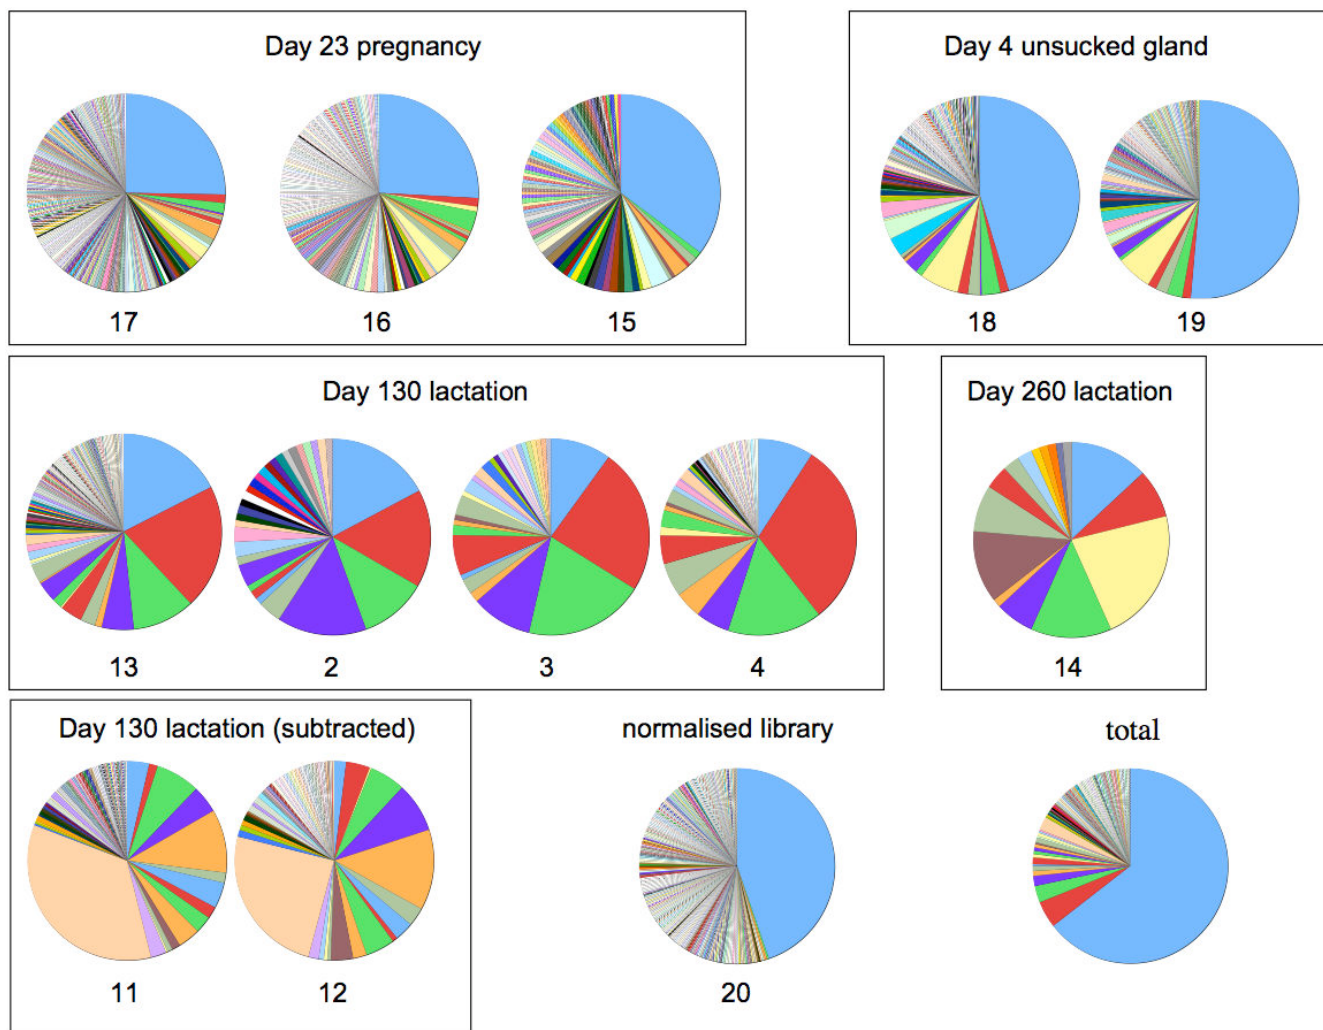 Day 23 pregnancy
17 16 15
Day 4 unsucked gland
18 19
Day 130 lactation
13 2 3 4
Day 260 lactation
14
Day 130 lactation (subtracted)
11 12
normalised library
20
total